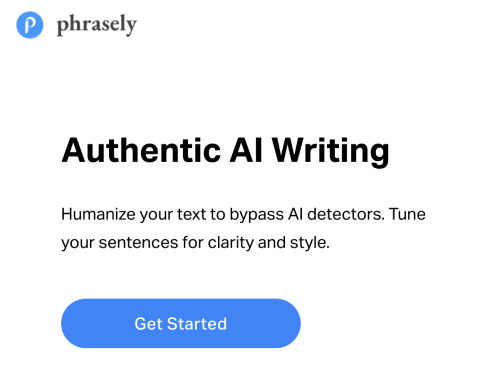 phrasely
Authentic AI Writing
Humanize your text to bypass AI detectors. Tune
your sentences for clarity and style.
Get Started